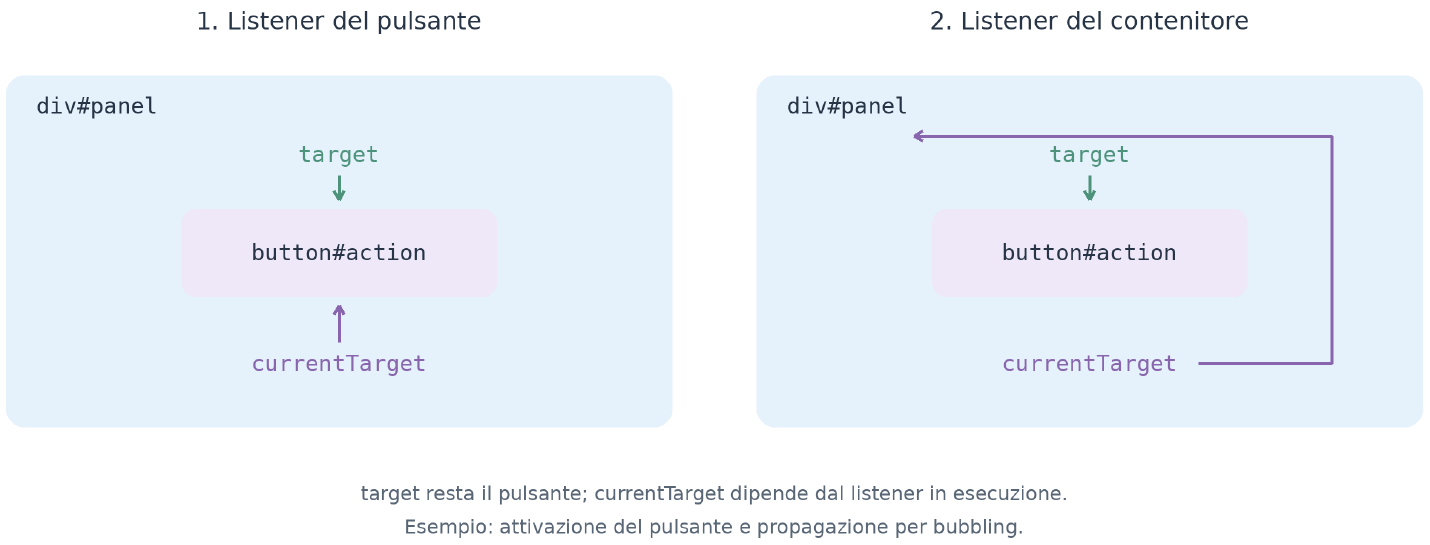 1. Listener del pulsante
div#panel
target
button#action
currentTarget
2. Listener del contenitore
div#panel
target
button#action
currentTarget
target resta il pulsante; currentTarget dipende dal listener in esecuzione.
Esempio: attivazione del pulsante e propagazione per bubbling.